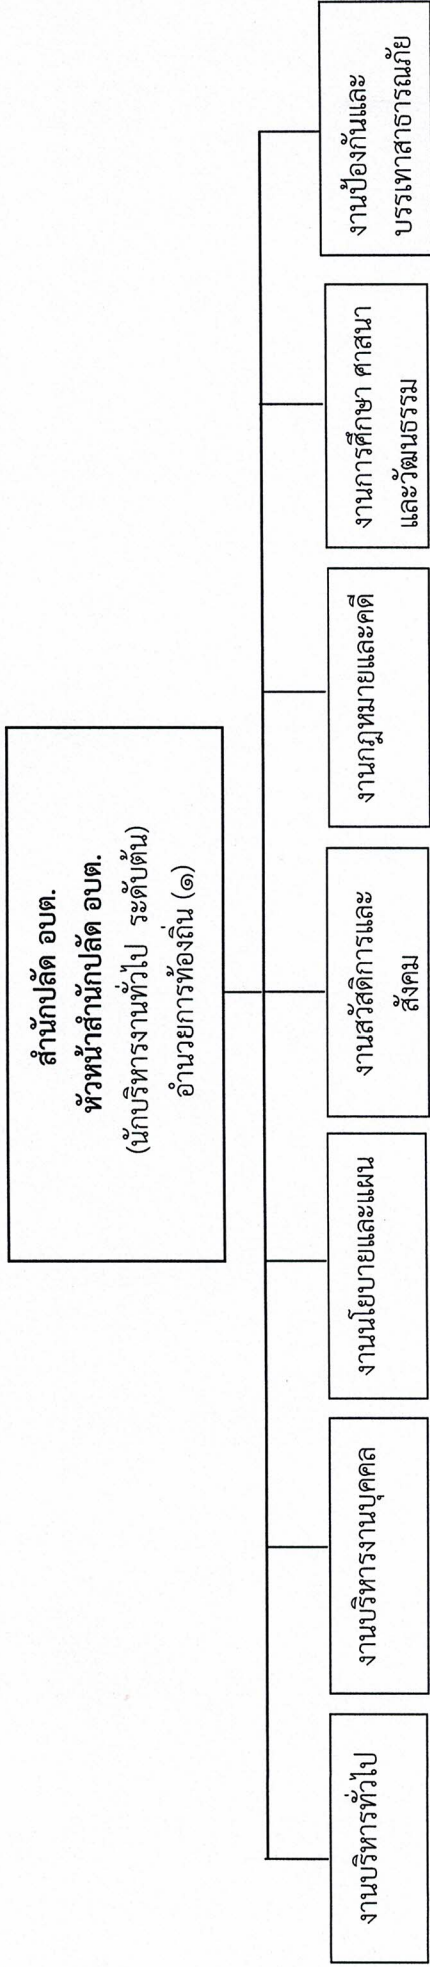 สำนักปลัด อบต.
หัวหน้าสำนักปลัด อบต.
(นักบริหารงานทั่วไป ระดับต้น)
อำนวยการท้องถิ่น (๑)
งานบริหารทั่วไป
งานบริหารงานบุคคล
งานนโยบายและแผน
งานสวัสดิการและ
สังคม
งานกฎหมายและคดี
งานการศึกษา ศาสนา
และวัฒนธรรม
งานป้องกันและ
บรรเทาสาธารณภัย